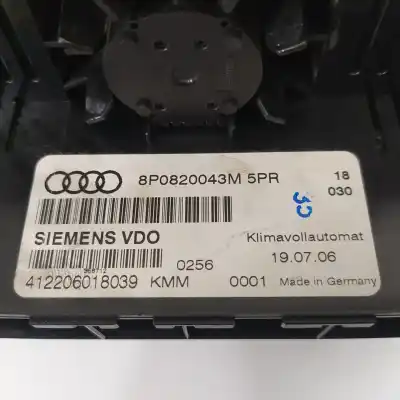 8P0820043M 5PR
18
030
SIEMENS VDO
Klimavollautomat
0256
19.07.06
412206018039 KMM 0001 Made in Germany